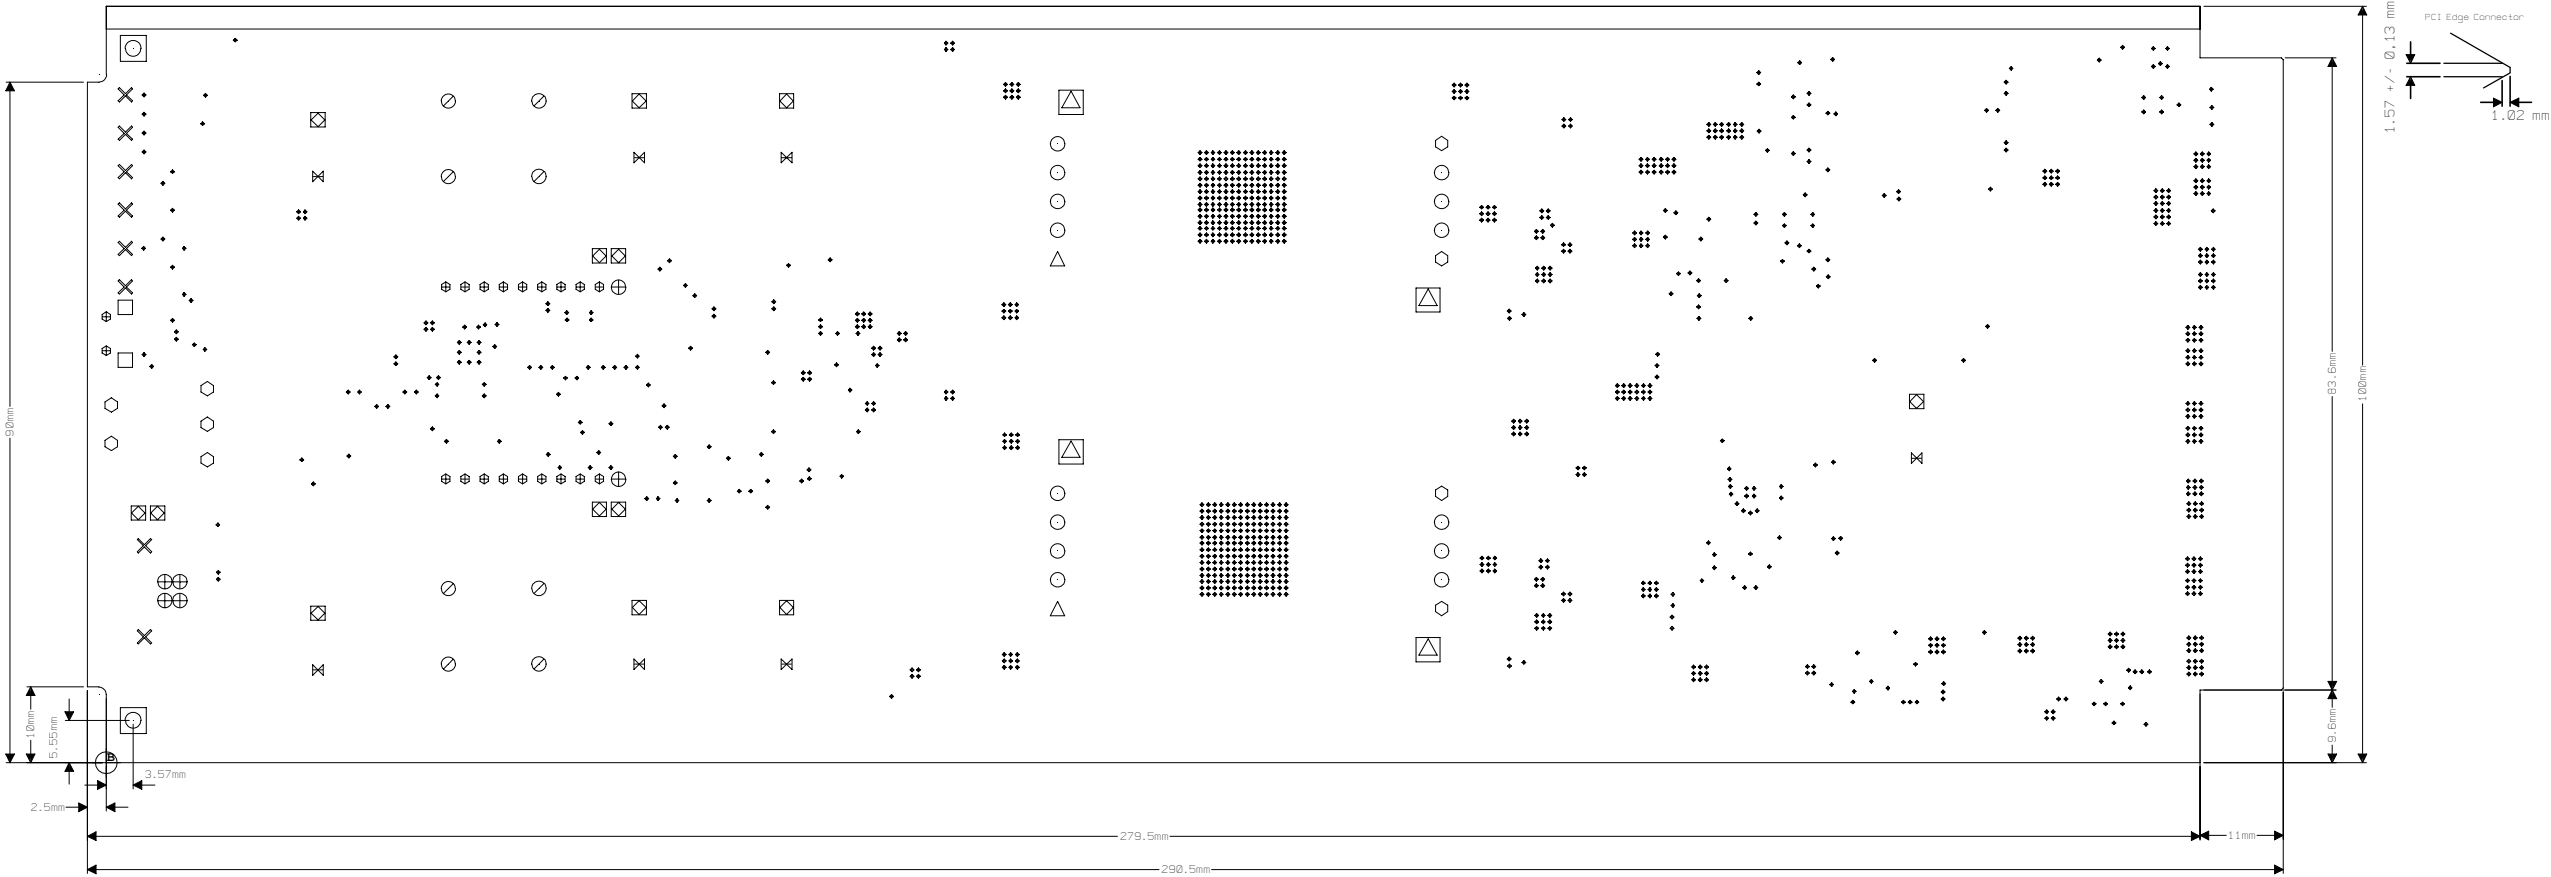 PCI Edge Connector
1.57 +/- 0.13 mm
1.02 mm
90mm
83.6mm
100mm
10mm
5.55mm
9.6mm
3.57mm
2.5mm
279.5mm
11mm
290.5mm